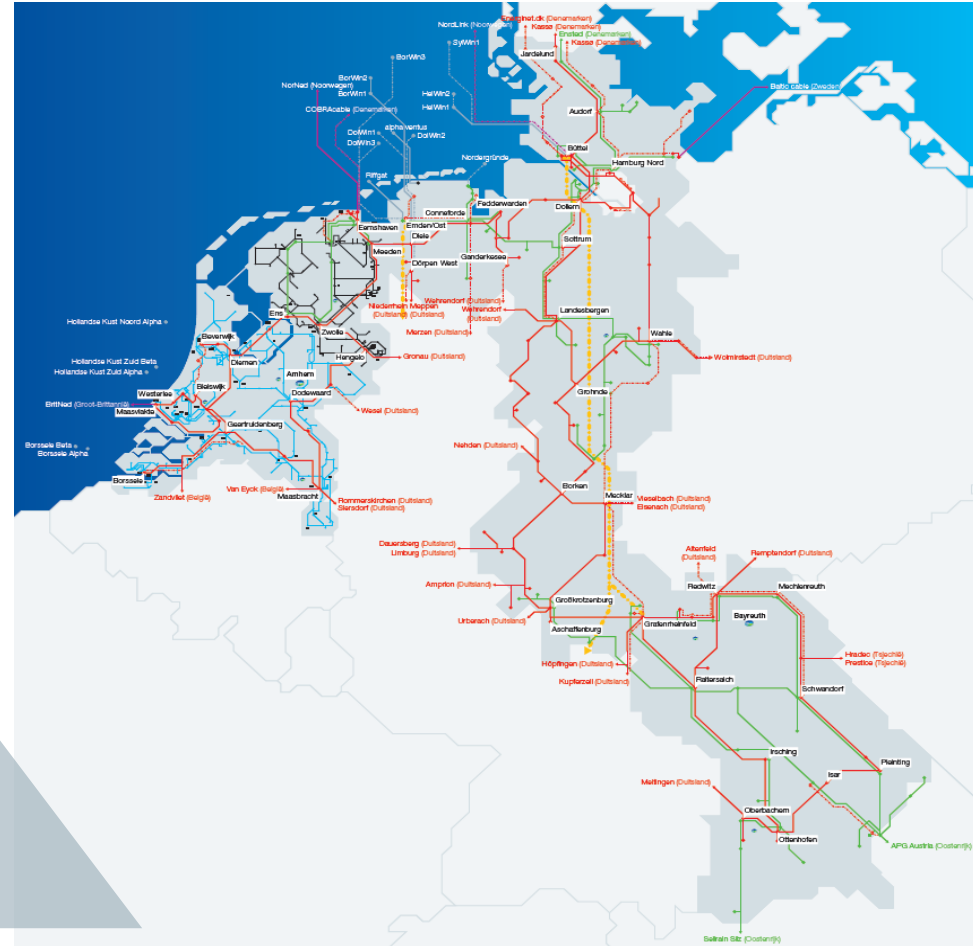 NordLink (Noorwegen)
Energinet.dk (Denemarken)
Kassø (Denemarken)
Ensted (Denemarken)
Kassø (Denemarken)
SylWin1
Jardelund
BorWin3
BorWin2
BorWin1
NorNed (Noorwegen)
COBRAcable (Denemarken)
HelWin2
HelWin1
Baltic cable (Zweden)
Audorf
alpha ventus
DolWin1
DolWin2
DolWin3
Büttel
Hamburg Nord
Nordergründe
Riffgat
Fedderwarden
Dollern
Conneforde
Eemshaven
Emden/Ost
Diele
Sottrum
Meeden
Ganderkesee
Dörpen West
Niederrhein Meppen
(Duitsland) (Duitsland)
Wehrendorf (Duitsland)
Wehrendorf
(Duitsland)
Merzen (Duitsland)
Landesbergen
Ens
Hollandse Kust Noord Alpha
Zwolle
Wahle
Beverwijk
Diemen
Hengelo
Gronau (Duitsland)
Wolmirstedt (Duitsland)
Hollandse Kust Zuid Beta
Hollandse Kust Zuid Alpha
Arnhem
Bleiswijk
Dodewaard
Grohnde
Westerlee
BritNed (Groot-Brittannië)
Maasvlakte
Wesel (Duitsland)
Geertruidenberg
Borssele Beta
Borssele Alpha
Nehden (Duitsland)
Borssele
Zandvliet (België)
Van Eyck (België)
Maasbracht
Rommerskirchen (Duitsland)
Siersdorf (Duitsland)
Borken
Mecklar
Vieselbach (Duitsland)
Eisenach (Duitsland)
Dauersberg (Duitsland)
Limburg (Duitsland)
Altenfeld
(Duitsland)
Remptendorf (Duitsland)
Amprion (Duitsland)
Redwitz
Mechlenreuth
Großkrotzenburg
Urberach (Duitsland)
Aschaffenburg
Grafenrheinfeld
Bayreuth
Höpfingen (Duitsland)
Kupferzell (Duitsland)
Hradec (Tsjechië)
Prestice (Tsjechië)
Raitersaich
Schwandorf
Irsching
Pleinting
Isar
Meitingen (Duitsland)
Oberbachern
Ottenhofen
APG Austria (Oostenrijk)
Sellrain Silz (Oostenrijk)